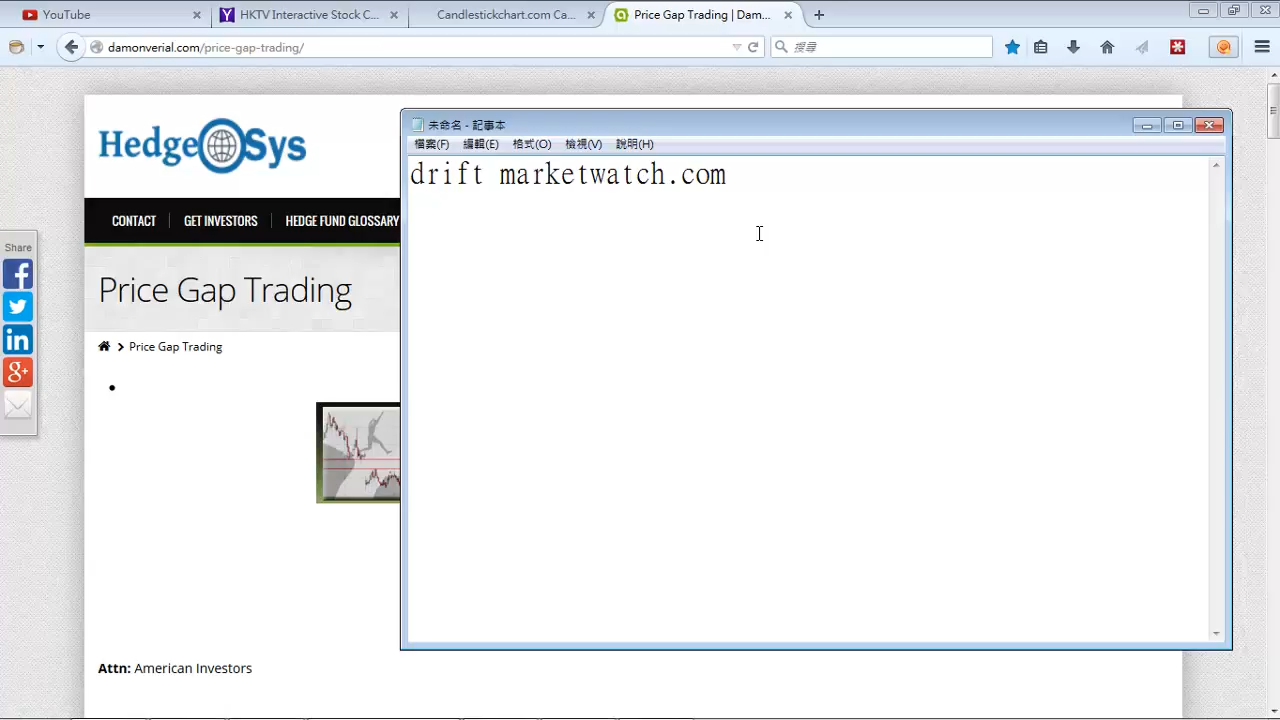 YouTube
HKTV Interactive Stock C...
Candlestickchart.com Ca...
Price Gap Trading | Dam...
damonverial.com/price-gap-trading/
搜尋
HedgeSys
未命名 - 記事本
檔案(F) 編輯(E) 格式(O) 檢視(V) 說明(H)
drift marketwatch.com
CONTACT
GET INVESTORS
HEDGE FUND GLOSSARY
Share
Price Gap Trading
Price Gap Trading
Attn: American Investors